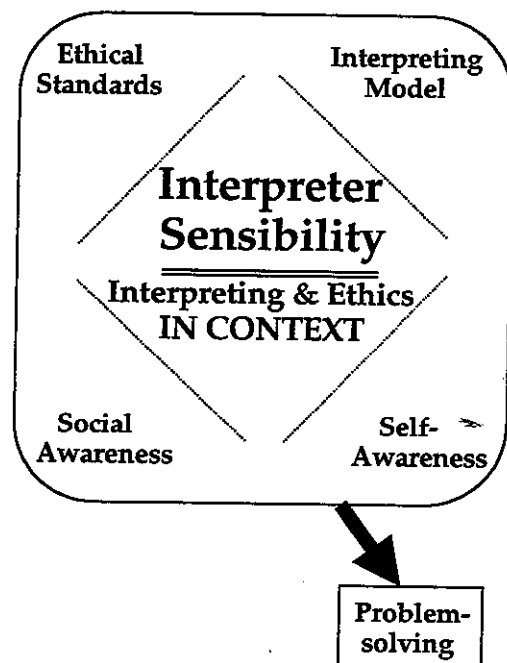 Ethical
Standards
Interpreting
Model
Interpreter
Sensibility
Interpreting & Ethics
IN CONTEXT
Social
Awareness
Self-
Awareness
Problem-
solving